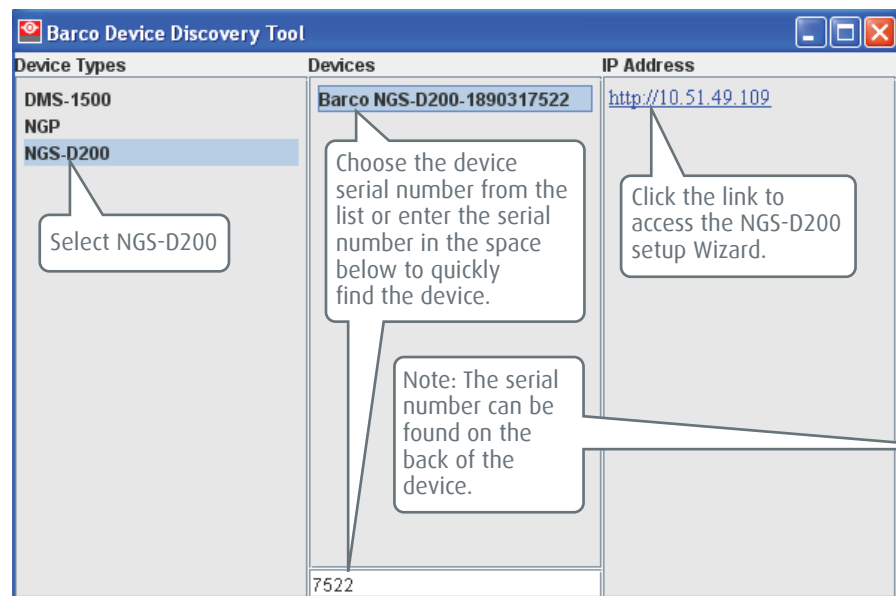 Barco Device Discovery Tool
Device Types
Devices
IP Address
DMS-1500
NGP
NGS-D200
Barco NGS-D200-1890317522
http://10.51.49.109
Select NGS-D200
Choose the device
serial number from the
list or enter the serial
number in the space
below to quickly
find the device.
Click the link to
access the NGS-D200
setup Wizard.
Note: The serial
number can be
found on the
back of the
device.
7522